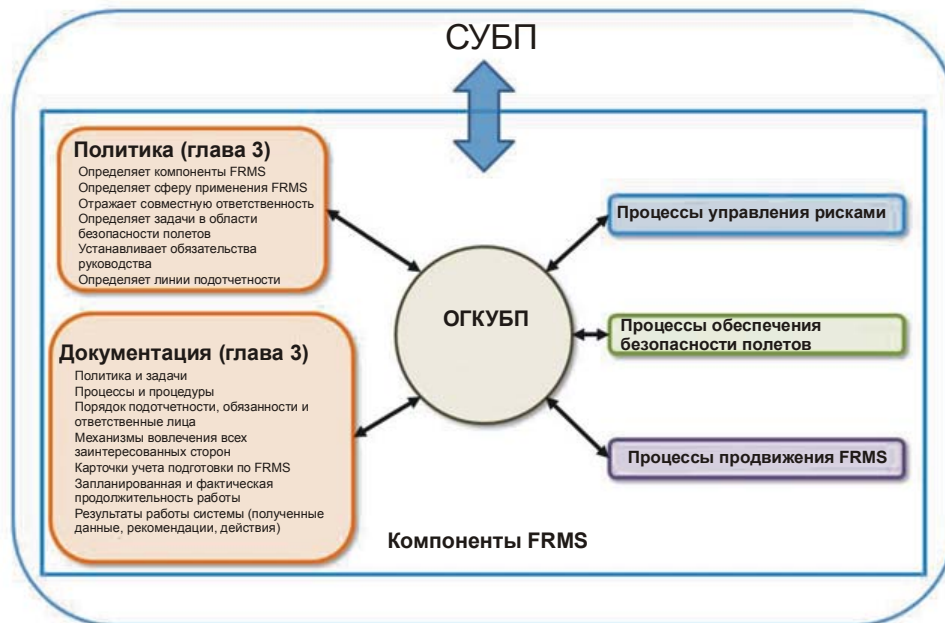 СУБП
Политика (глава 3)
Определяет компоненты FRMS
Определяет сферу применения FRMS
Отражает совместную ответственность
Определяет задачи в области
безопасности полетов
Устанавливает обязательства
руководства
Определяет линии подотчетности
Документация (глава 3)
Политика и задачи
Процессы и процедуры
Порядок подотчетности, обязанности и
ответственные лица
Механизмы вовлечения всех
заинтересованных сторон
Карточки учета подготовки по FRMS
Запланированная и фактическая
продолжительность работы
Результаты работы системы (полученные
данные, рекомендации, действия)
ОГКУБП
Процессы управления рисками
Процессы обеспечения
безопасности полетов
Процессы продвижения FRMS
Компоненты FRMS